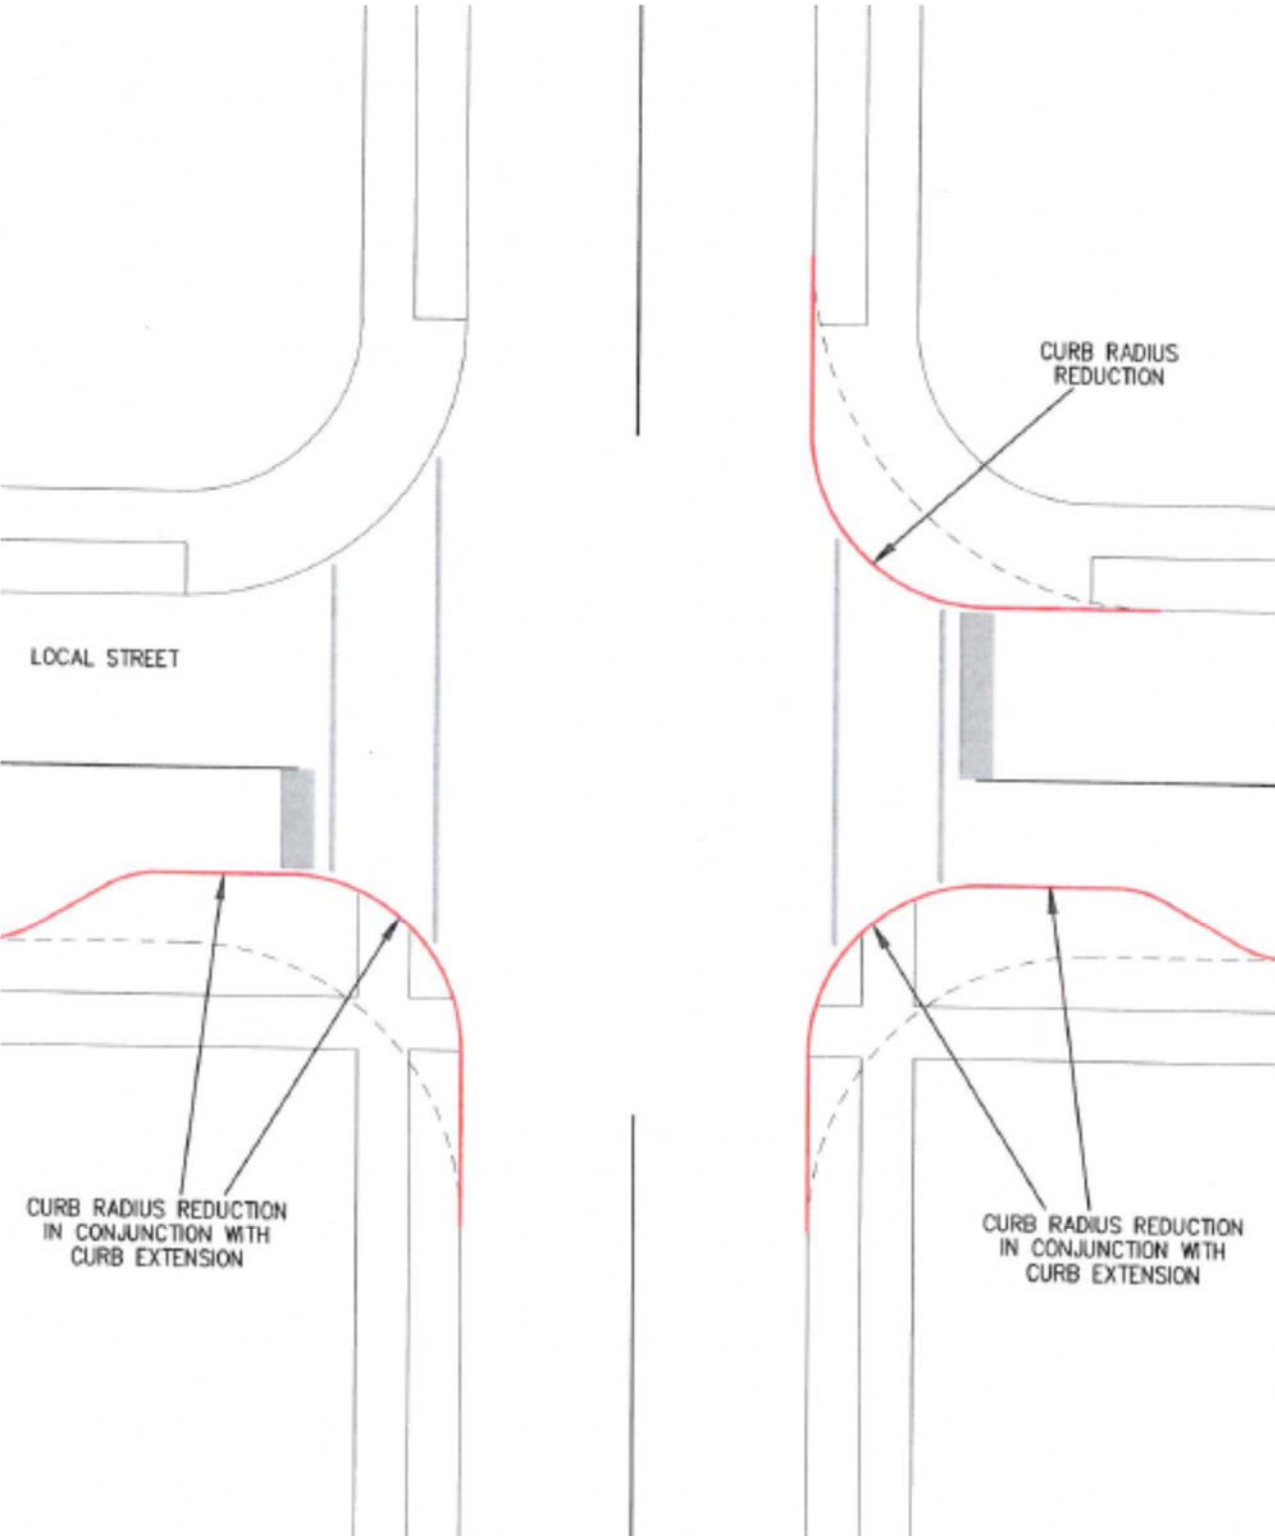 CURB RADIUS
REDUCTION
LOCAL STREET
CURB RADIUS REDUCTION
IN CONJUNCTION WITH
CURB EXTENSION
CURB RADIUS REDUCTION
IN CONJUNCTION WITH
CURB EXTENSION